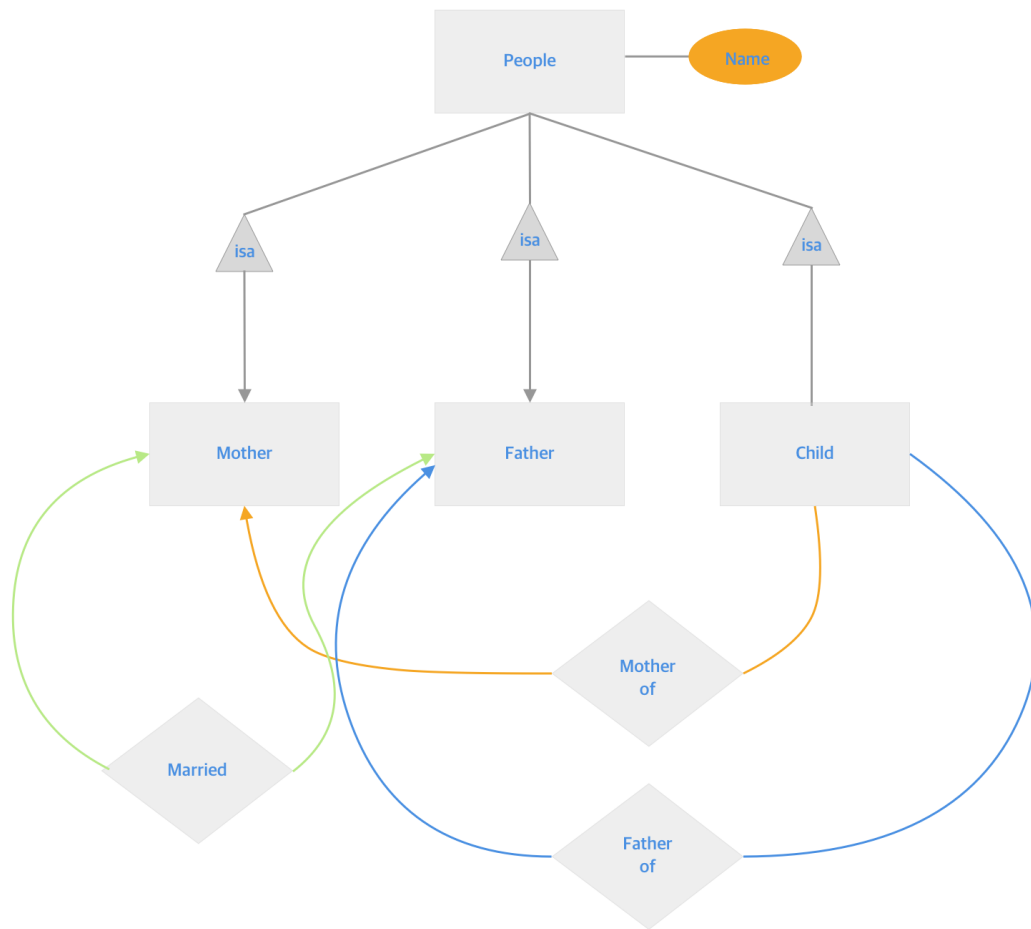 People
Name
isa
isa
isa
Mother
Father
Child
Mother
of
Married
Father
of